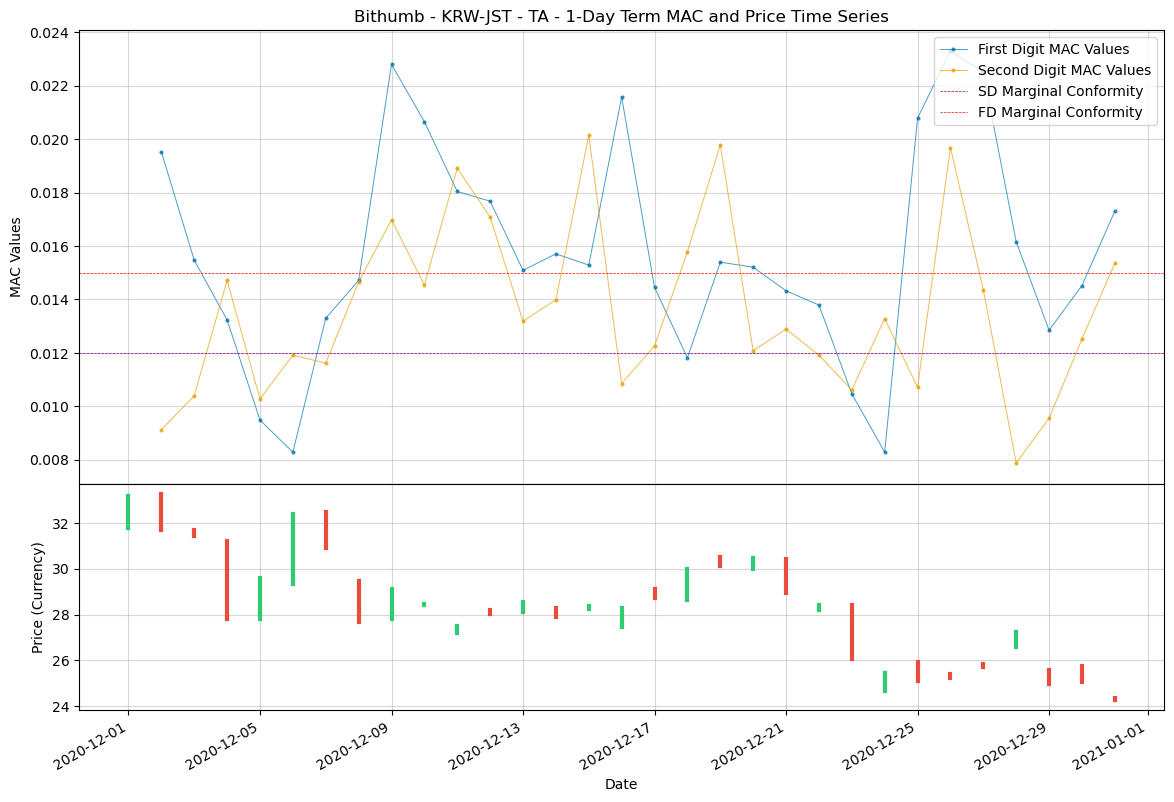 Bithumb - KRW-JST - TA - 1-Day Term MAC and Price Time Series
0.024
0.022
0.020
0.018
0.016
0.014
0.012
0.010
0.008
MAC Values
First Digit MAC Values
Second Digit MAC Values
SD Marginal Conformity
FD Marginal Conformity
32
30
28
26
24
Price (Currency)
2020-12-01
2020-12-05
2020-12-09
2020-12-13
2020-12-17
2020-12-21
2020-12-25
2020-12-29
2021-01-01
Date